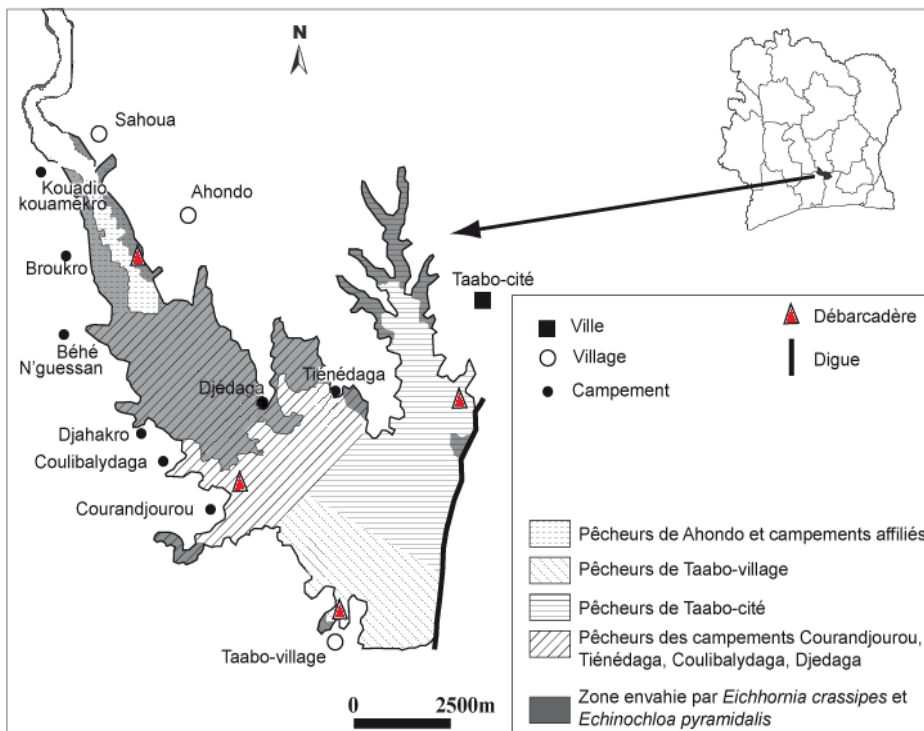 N
Sahoua
Kouadio
kouamékro
Ahondo
Broukro
Taabo-cité
Béhé
N'guessan
Djedaga
Tiénédaga
Djahakro
Coulibalydaga
Courandjourou
Taabo-village
0 2500m
Ville
Village
Campement
Débarcadère
Digue
Pêcheurs de Ahondo et campements affiliés
Pêcheurs de Taabo-village
Pêcheurs de Taabo-cité
Pêcheurs des campements Courandjourou,
Tiénédaga, Coulibalydaga, Djedaga
Zone envahie par Eichhornia crassipes et
Echinochloa pyramidalis